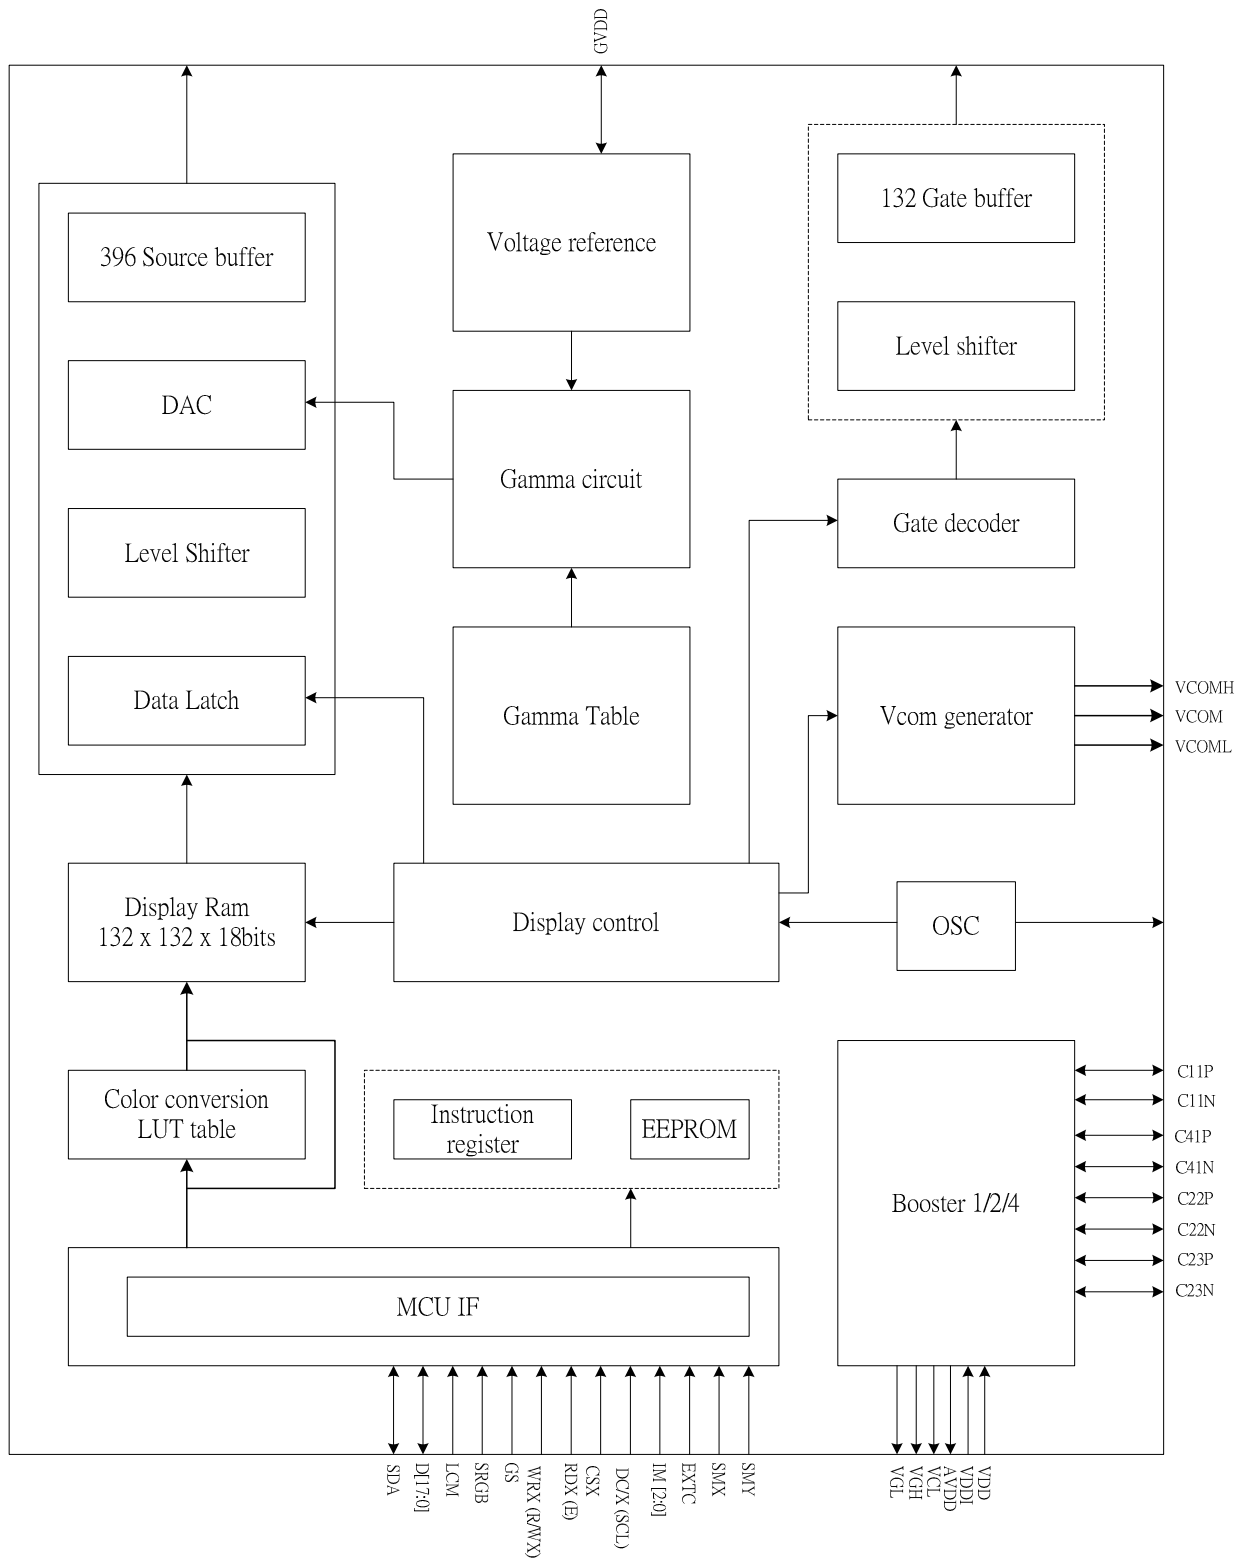 GVDD
396 Source buffer
DAC
Level Shifter
Data Latch
Voltage reference
Gamma circuit
Gamma Table
132 Gate buffer
Level shifter
Gate decoder
Vcom generator
VCOMH
VCOM
VCOML
Display Ram
132 x 132 x 18bits
Display control
OSC
Color conversion
LUT table
Instruction
register
EEPROM
Booster 1/2/4
C11P
C11N
C41P
C41N
C22P
C22N
C23P
C23N
MCU IF
SDA
D[17:0]
LCM
SRGB
GS
WRX (R/WX)
RDX (E)
CSX
DC/X (SCL)
IM [2:0]
EXTC
SMX
SMY
VGL
VGH
VCL
AVDD
VDDI
VDD